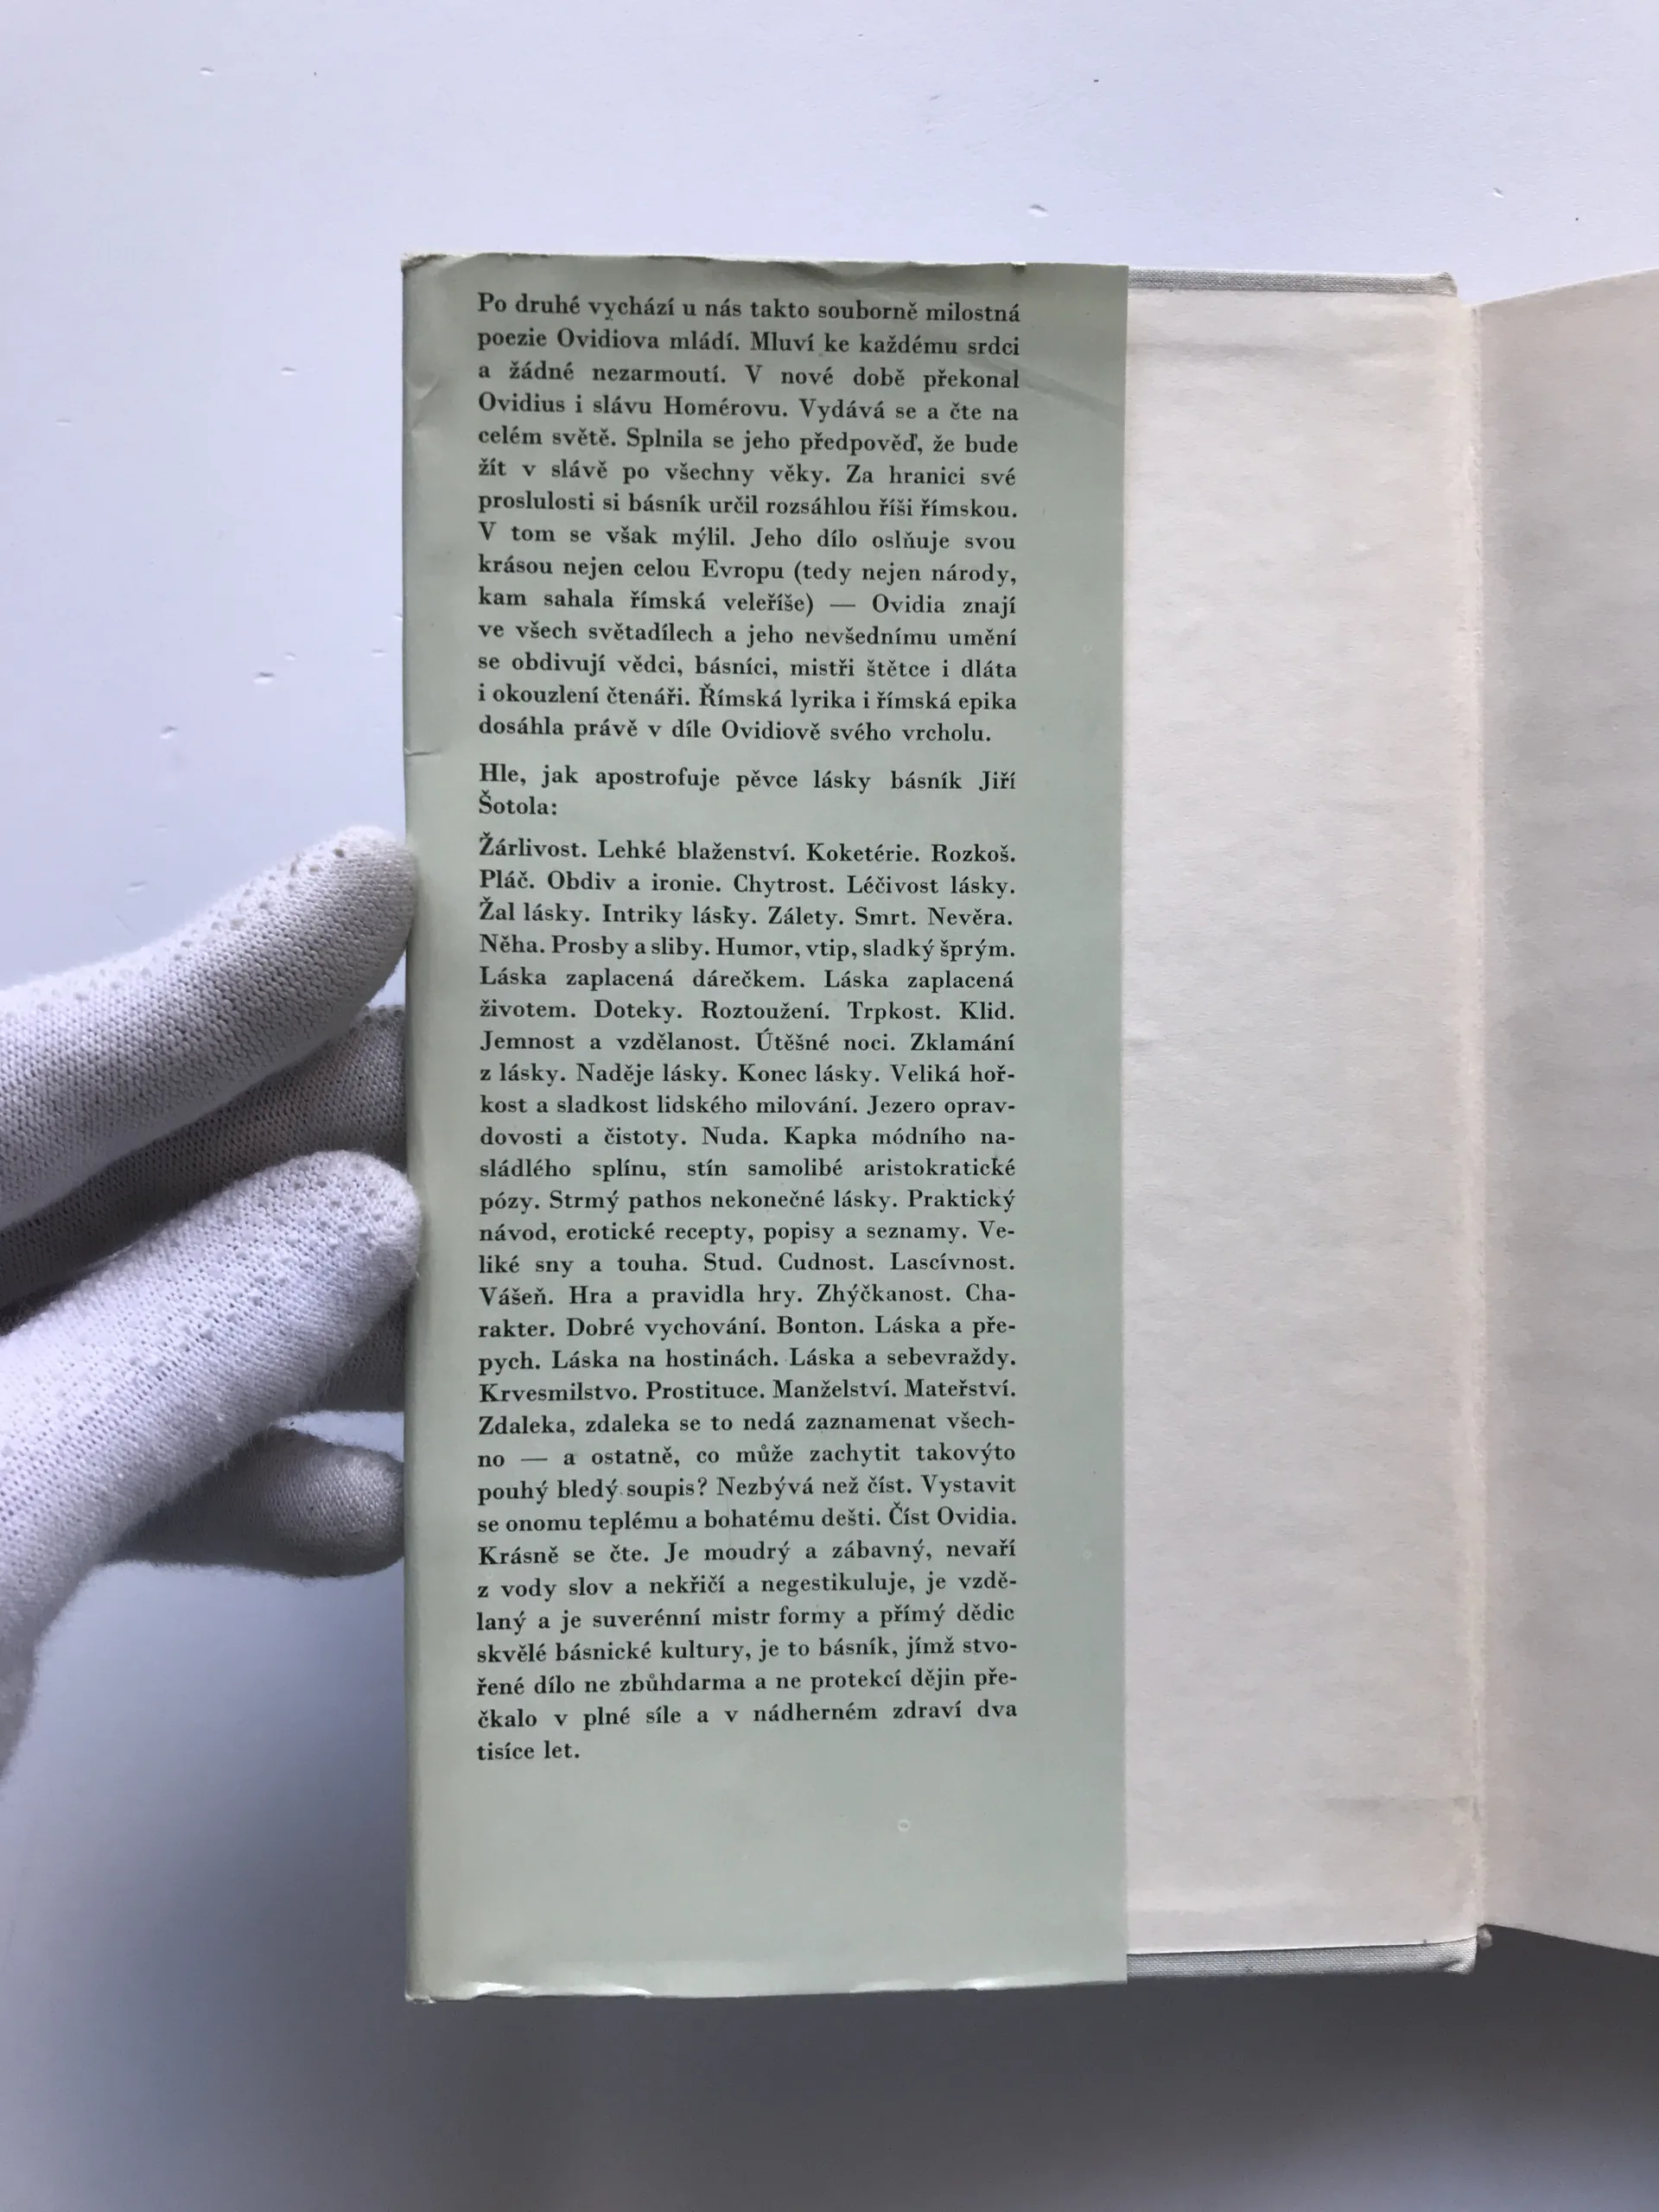 Po druhé vychází u nás takto souborně milostná
poezie Ovidiova mládí. Mluví ke každému srdci
a žádné nezarmoutí. V nové době překonal
Ovidius i slávu Homérovu. Vydává se a čte na
celém světě. Splnila se jeho předpověď, že bude
žít v slávě po všechny věky. Za hranici své
proslulosti si básník určil rozsáhlou říši římskou.
V tom se však mýlil. Jeho dílo oslňuje svou
krásou nejen celou Evropu (tedy nejen národy,
kam sahala římská veleříše) — Ovidia znají
ve všech světadílech a jeho nevšednímu umění
se obdivují vědci, básníci, mistři štětce i dláta
i okouzlení čtenáři. Římská lyrika i římská epika
dosáhla právě v díle Ovidiově svého vrcholu.
Hle, jak apostrofuje pěvce lásky básník Jiří
Šotola:
Žárlivost. Lehké blaženství. Koketérie. Rozkoš.
Pláč. Obdiv a ironie. Chytrost. Léčivost lásky.
Žal lásky. Intriky lásky. Zálety. Smrt. Nevěra.
Něha. Prosby a sliby. Humor, vtip, sladký šprým.
Láska zaplacená dárečkem. Láska zaplacená
životem. Doteky. Roztoužení. Trpkost. Klid.
Jemnost a vzdělanost. Útěšné noci. Zklamání
z lásky. Naděje lásky. Konec lásky. Veliká hoř-
kost a sladkost lidského milování. Jezero oprav-
dovosti a čistoty. Nuda. Kapka módního na-
sládlého splínu, stín samolibé aristokratické
pózy. Strmý pathos nekonečné lásky. Praktický
návod, erotické recepty, popisy a seznamy. Ve-
liké sny a touha. Stud. Cudnost. Lascívnost.
Vášeň. Hra a pravidla hry. Zhýčkanost. Cha-
rakter. Dobré vychování. Bonton. Láska a pře-
pych. Láska na hostinách. Láska a sebevraždy.
Krvesmilstvo. Prostituce. Manželství. Mateřství.
Zdaleka, zdaleka se to nedá zaznamenat všech-
no — a ostatně, co může zachytit takovýto
pouhý bledý soupis? Nezbývá než číst. Vystavit
se onomu teplému a bohatému dešti. Číst Ovidia.
Krásně se čte. Je moudrý a zábavný, nevaří
z vody slov a nekřičí a negestikuluje, je vzdě-
laný a je suverénní mistr formy a přímý dědic
skvělé básnické kultury, je to básník, jímž stvo-
řené dílo ne zbůhdarma a ne protekcí dějin pře-
čkalo v plné síle a v nádherném zdraví dva
tisíce let.